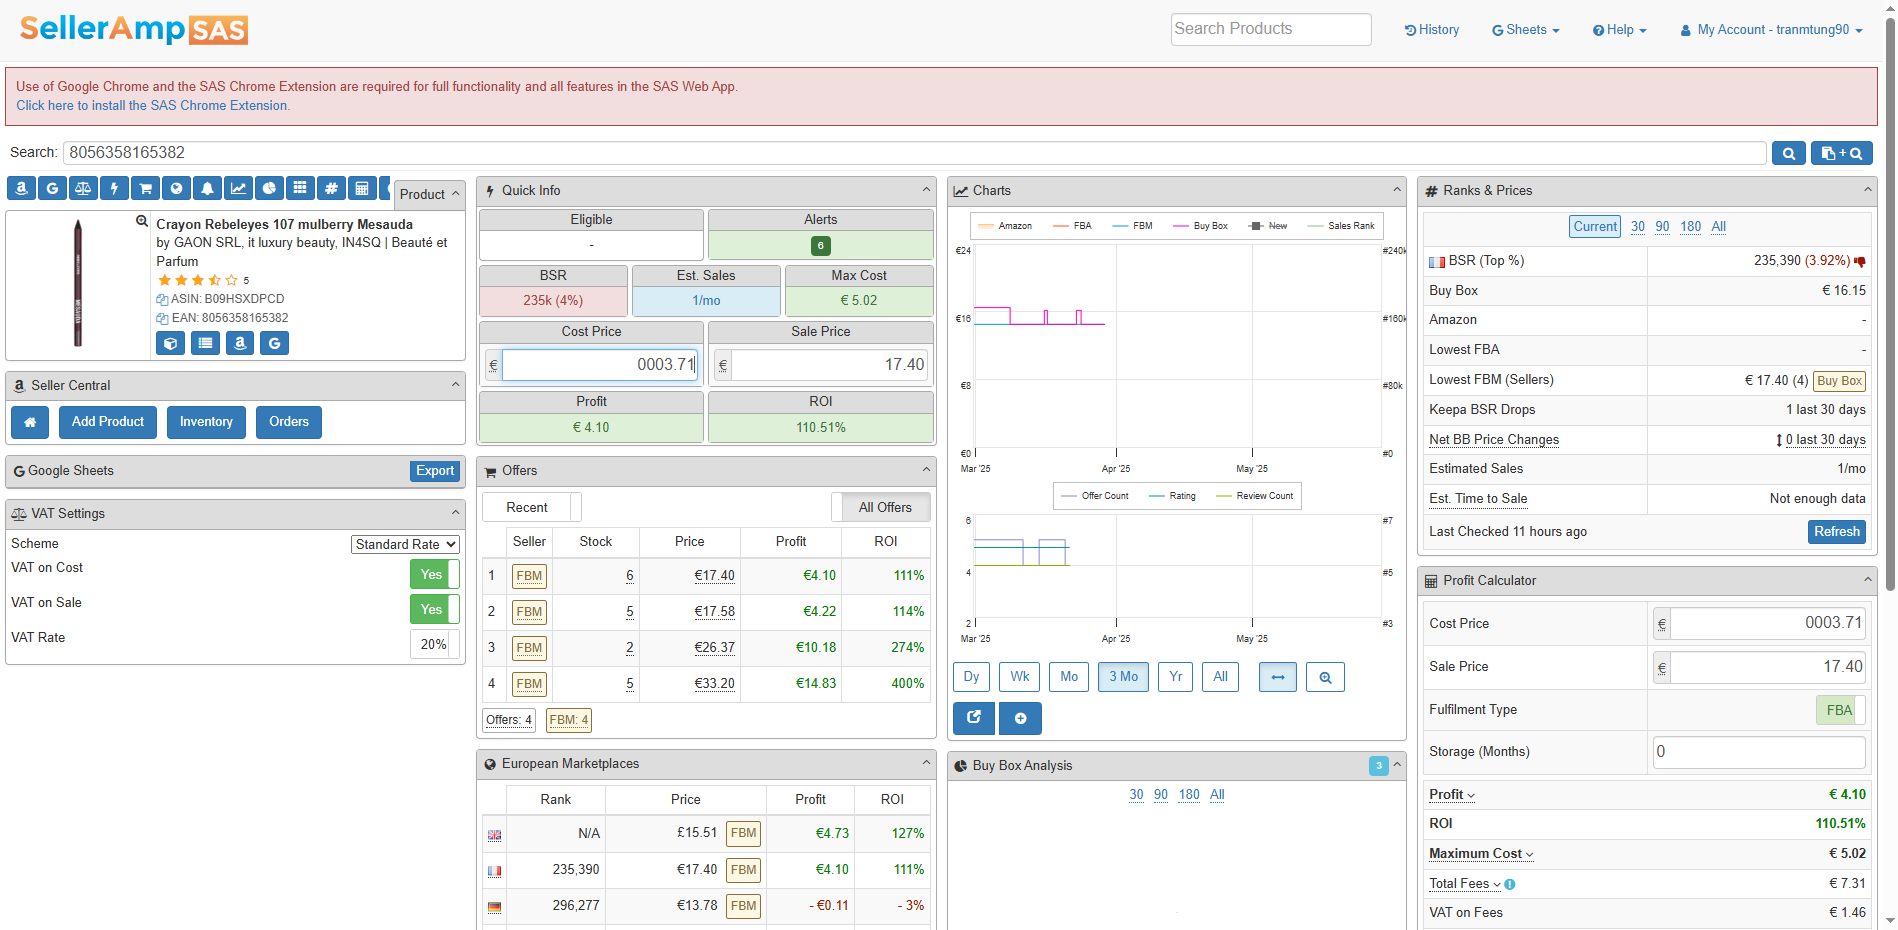 SellerAmp SAS
Search Products
History
Sheets
Help
My Account - tranmtung90
Use of Google Chrome and the SAS Chrome Extension are required for full functionality and all features in the SAS Web App.
Click here to install the SAS Chrome Extension.
Search: 8056358165382
+
Product
Crayon Rebeleyes 107 mulberry Mesauda
by GAON SRL, it luxury beauty, IN4SQ | Beauté et
Parfum
5
ASIN: B09HSXDPCD
EAN: 8056358165382
Seller Central
Add Product
Inventory
Orders
Google Sheets
Export
VAT Settings
Scheme
Standard Rate
VAT on Cost
Yes
VAT on Sale
Yes
VAT Rate
20%
Quick Info
Eligible
Alerts
-
6
BSR
Est. Sales
Max Cost
235k (4%)
1/mo
€ 5.02
Cost Price
Sale Price
€ 0003.71
€ 17.40
Profit
ROI
€ 4.10
110.51%
Offers
Recent
All Offers
Seller Stock Price Profit ROI
1 FBM 6 €17.40 €4.10 111%
2 FBM 5 €17.58 €4.22 114%
3 FBM 2 €26.37 €10.18 274%
4 FBM 5 €33.20 €14.83 400%
Offers: 4 FBM: 4
European Marketplaces
Rank Price Profit ROI
N/A £15.51 FBM €4.73 127%
235,390 €17.40 FBM €4.10 111%
296,277 €13.78 FBM - €0.11 - 3%
Charts
Amazon FBA FBM Buy Box New Sales Rank
€24 #240k
€16 #160k
€8 #80k
€0 #0
Mar '25 Apr '25 May '25
Offer Count Rating Review Count
6 #7
4 #5
2 #3
Mar '25 Apr '25 May '25
Dy Wk Mo 3 Mo Yr All
Buy Box Analysis
3
30 90 180 All
Ranks & Prices
Current 30 90 180 All
BSR (Top %) 235,390 (3.92%)
Buy Box € 16.15
Amazon -
Lowest FBA -
Lowest FBM (Sellers) € 17.40 (4) Buy Box
Keepa BSR Drops 1 last 30 days
Net BB Price Changes 0 last 30 days
Estimated Sales 1/mo
Est. Time to Sale Not enough data
Last Checked 11 hours ago Refresh
Profit Calculator
Cost Price € 0003.71
Sale Price € 17.40
Fulfilment Type FBA
Storage (Months) 0
Profit € 4.10
ROI 110.51%
Maximum Cost € 5.02
Total Fees € 7.31
VAT on Fees € 1.46